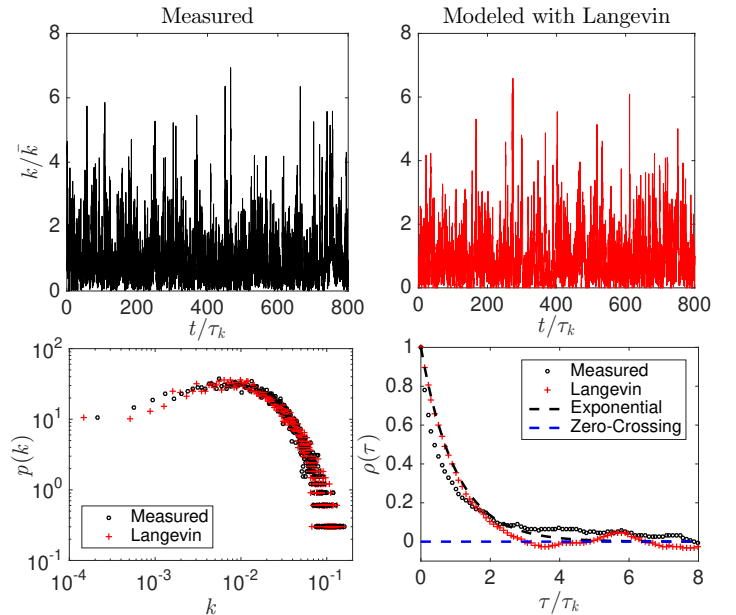 Measured
Modeled with Langevin
8
6
4
2
0
k/k̄
0 200 400 600 800
t/τₖ
8
6
4
2
0
0 200 400 600 800
t/τₖ
10²
10¹
10⁰
10⁻¹
p(k)
Measured
Langevin
10⁻⁴ 10⁻³ 10⁻² 10⁻¹
k
1
0.8
0.6
0.4
0.2
0
-0.1
ρ(τ)
Measured
Langevin
Exponential
Zero-Crossing
0 2 4 6 8
τ/τₖ